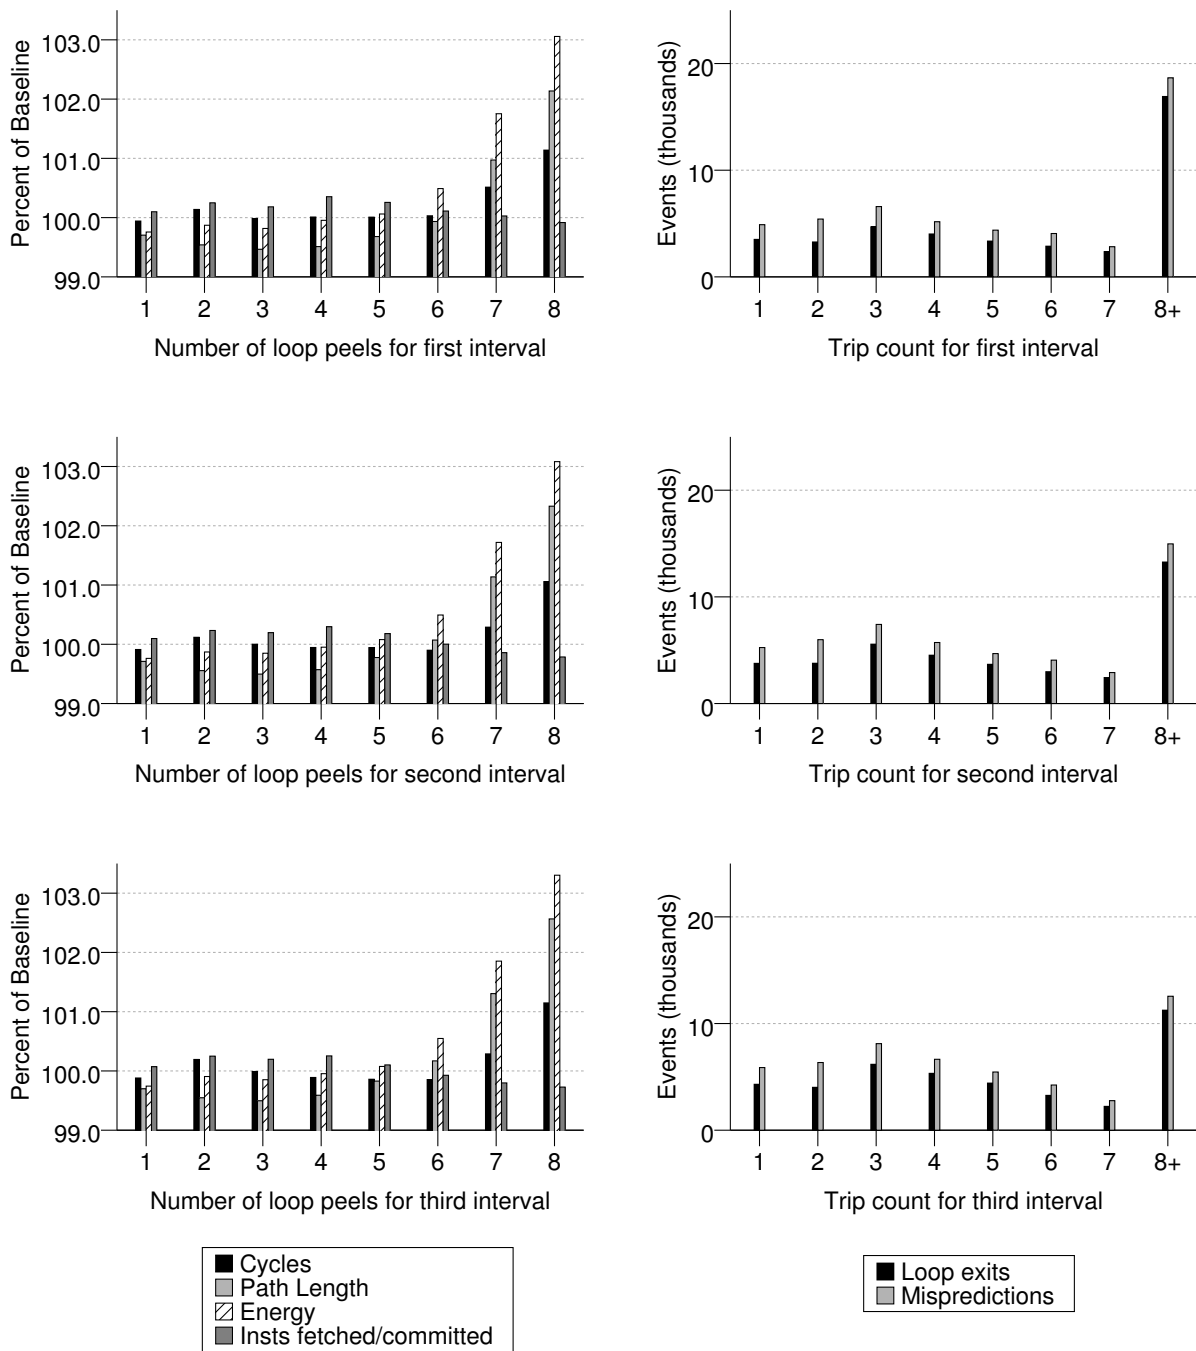 Percent of Baseline
103.0
102.0
101.0
100.0
99.0
1 2 3 4 5 6 7 8
Number of loop peels for first interval
Events (thousands)
20
10
0
1 2 3 4 5 6 7 8+
Trip count for first interval
Percent of Baseline
103.0
102.0
101.0
100.0
99.0
1 2 3 4 5 6 7 8
Number of loop peels for second interval
Events (thousands)
20
10
0
1 2 3 4 5 6 7 8+
Trip count for second interval
Percent of Baseline
103.0
102.0
101.0
100.0
99.0
1 2 3 4 5 6 7 8
Number of loop peels for third interval
Events (thousands)
20
10
0
1 2 3 4 5 6 7 8+
Trip count for third interval
Cycles
Path Length
Energy
Insts fetched/committed
Loop exits
Mispredictions